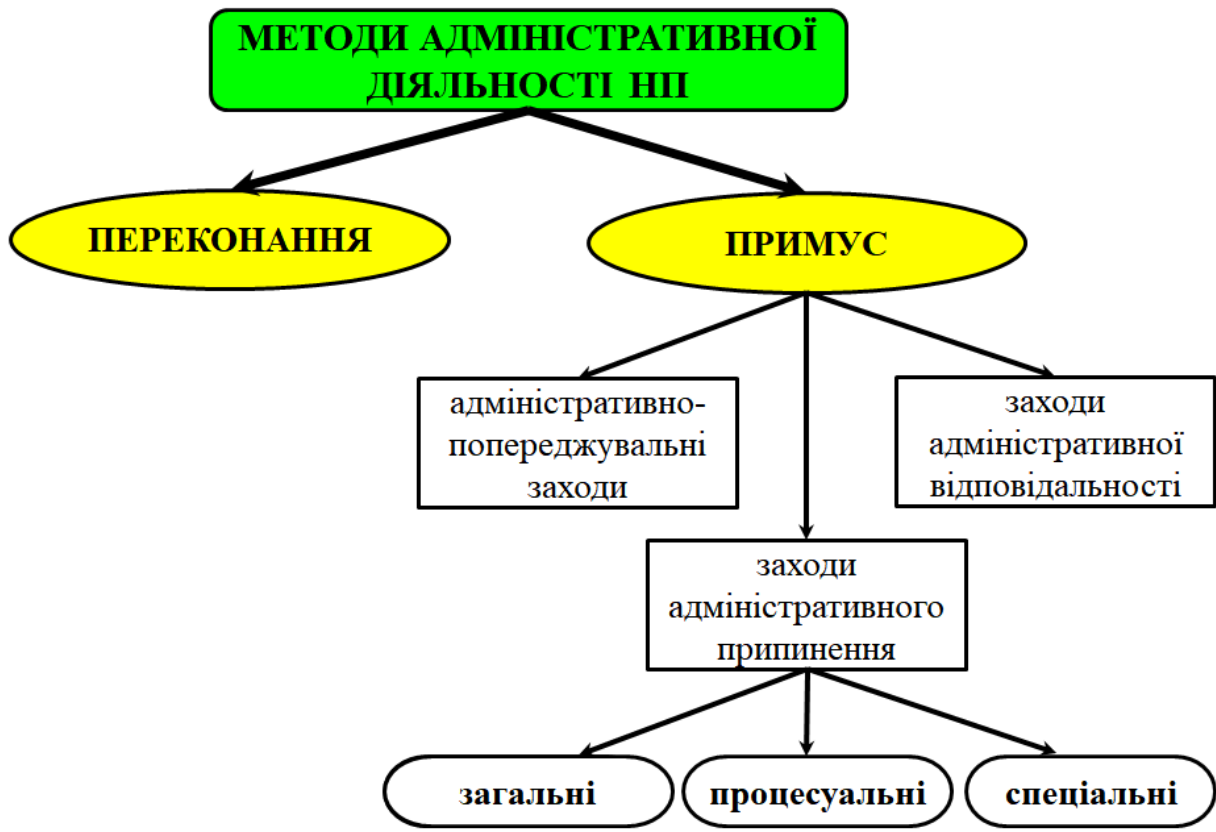 МЕТОДИ АДМІНІСТРАТИВНОЇ
ДІЯЛЬНОСТІ НП
ПЕРЕКОНАННЯ
ПРИМУС
адміністративно-
попереджувальні
заходи
заходи
адміністративної
відповідальності
заходи
адміністративного
припинення
загальні
процесуальні
спеціальні